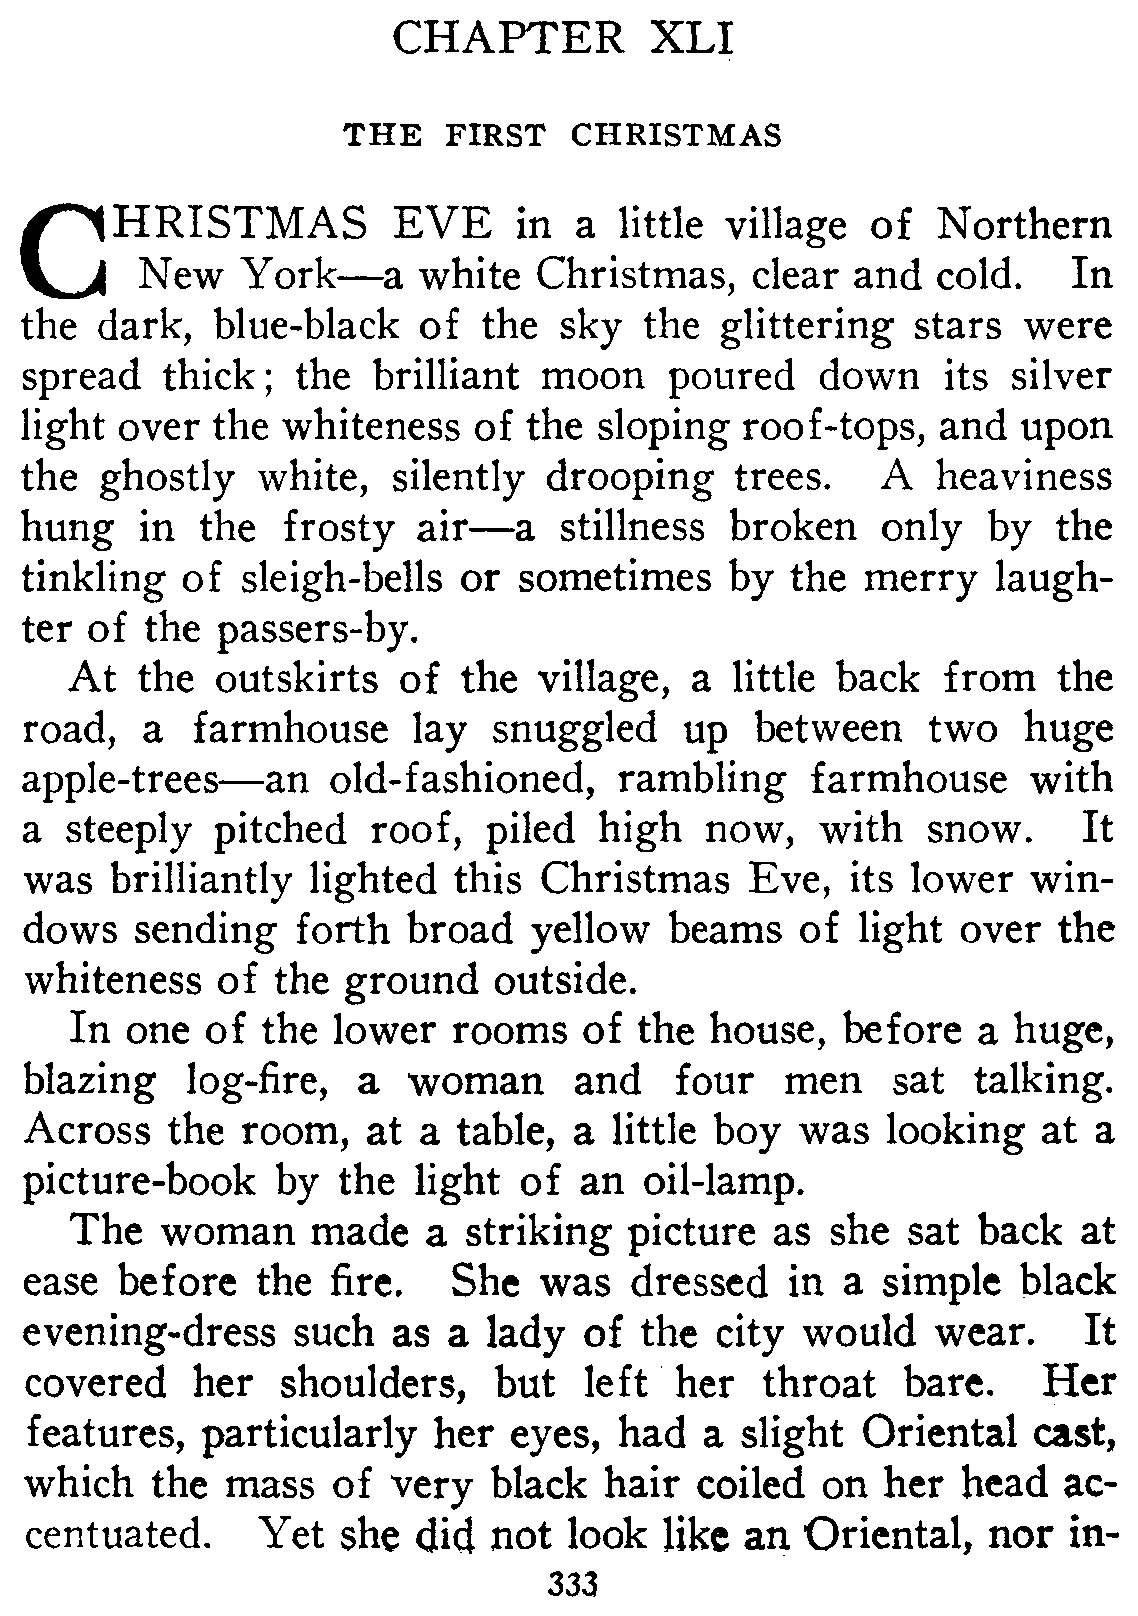 CHAPTER XLI
THE FIRST CHRISTMAS
CHRISTMAS EVE in a little village of Northern
New York—a white Christmas, clear and cold. In
the dark, blue-black of the sky the glittering stars were
spread thick; the brilliant moon poured down its silver
light over the whiteness of the sloping roof-tops, and upon
the ghostly white, silently drooping trees. A heaviness
hung in the frosty air—a stillness broken only by the
tinkling of sleigh-bells or sometimes by the merry laugh-
ter of the passers-by.
At the outskirts of the village, a little back from the
road, a farmhouse lay snuggled up between two huge
apple-trees—an old-fashioned, rambling farmhouse with
a steeply pitched roof, piled high now, with snow. It
was brilliantly lighted this Christmas Eve, its lower win-
dows sending forth broad yellow beams of light over the
whiteness of the ground outside.
In one of the lower rooms of the house, before a huge,
blazing log-fire, a woman and four men sat talking.
Across the room, at a table, a little boy was looking at a
picture-book by the light of an oil-lamp.
The woman made a striking picture as she sat back at
ease before the fire. She was dressed in a simple black
evening-dress such as a lady of the city would wear. It
covered her shoulders, but left her throat bare. Her
features, particularly her eyes, had a slight Oriental cast,
which the mass of very black hair coiled on her head ac-
centuated. Yet she did not look like an Oriental, nor in-
333